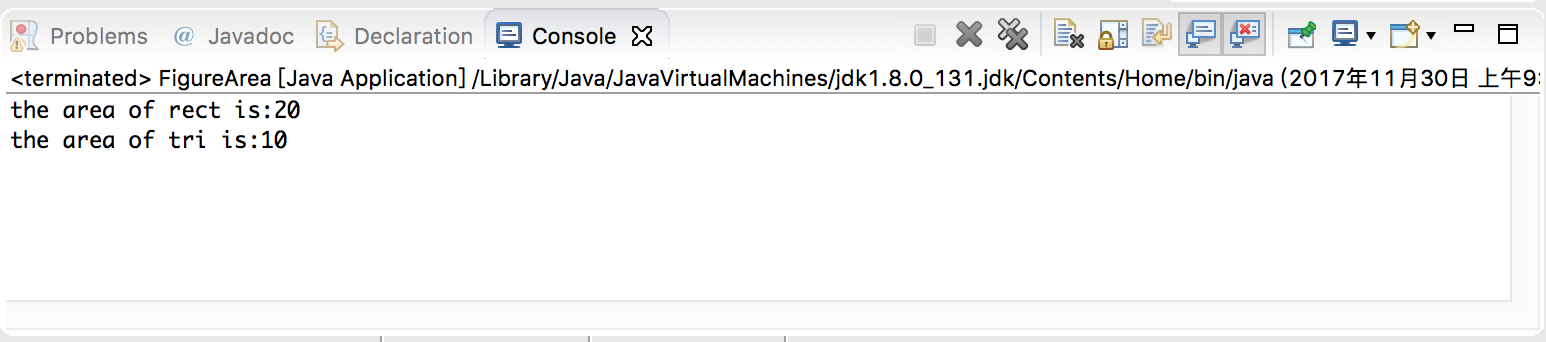 Problems @ Javadoc Declaration Console
<terminated> FigureArea [Java Application] /Library/Java/JavaVirtualMachines/jdk1.8.0_131.jdk/Contents/Home/bin/java (2017年11月30日 上午9:
the area of rect is:20
the area of tri is:10